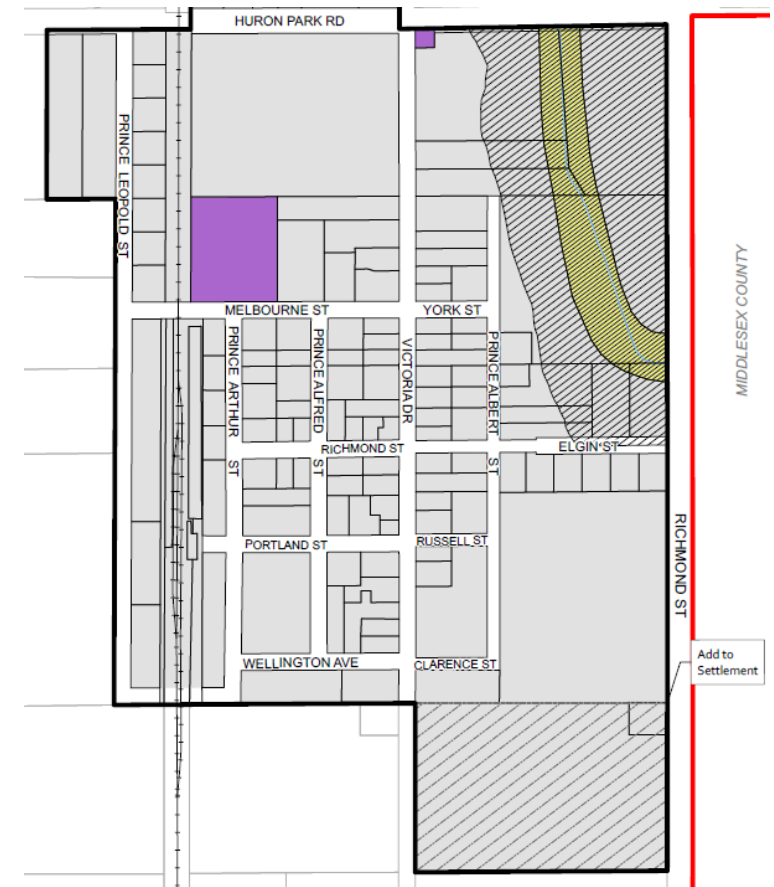 HURON PARK RD
PRINCE LEOPOLD ST
MIDDLESEX COUNTY
MELBOURNE ST
YORK ST
PRINCE ARTHUR ST
PRINCE ALFRED ST
VICTORIA DR
PRINCE ALBERT ST
RICHMOND ST
ELGIN ST
PORTLAND ST
RUSSELL ST
RICHMOND ST
WELLINGTON AVE
CLARENCE ST
Add to
Settlement